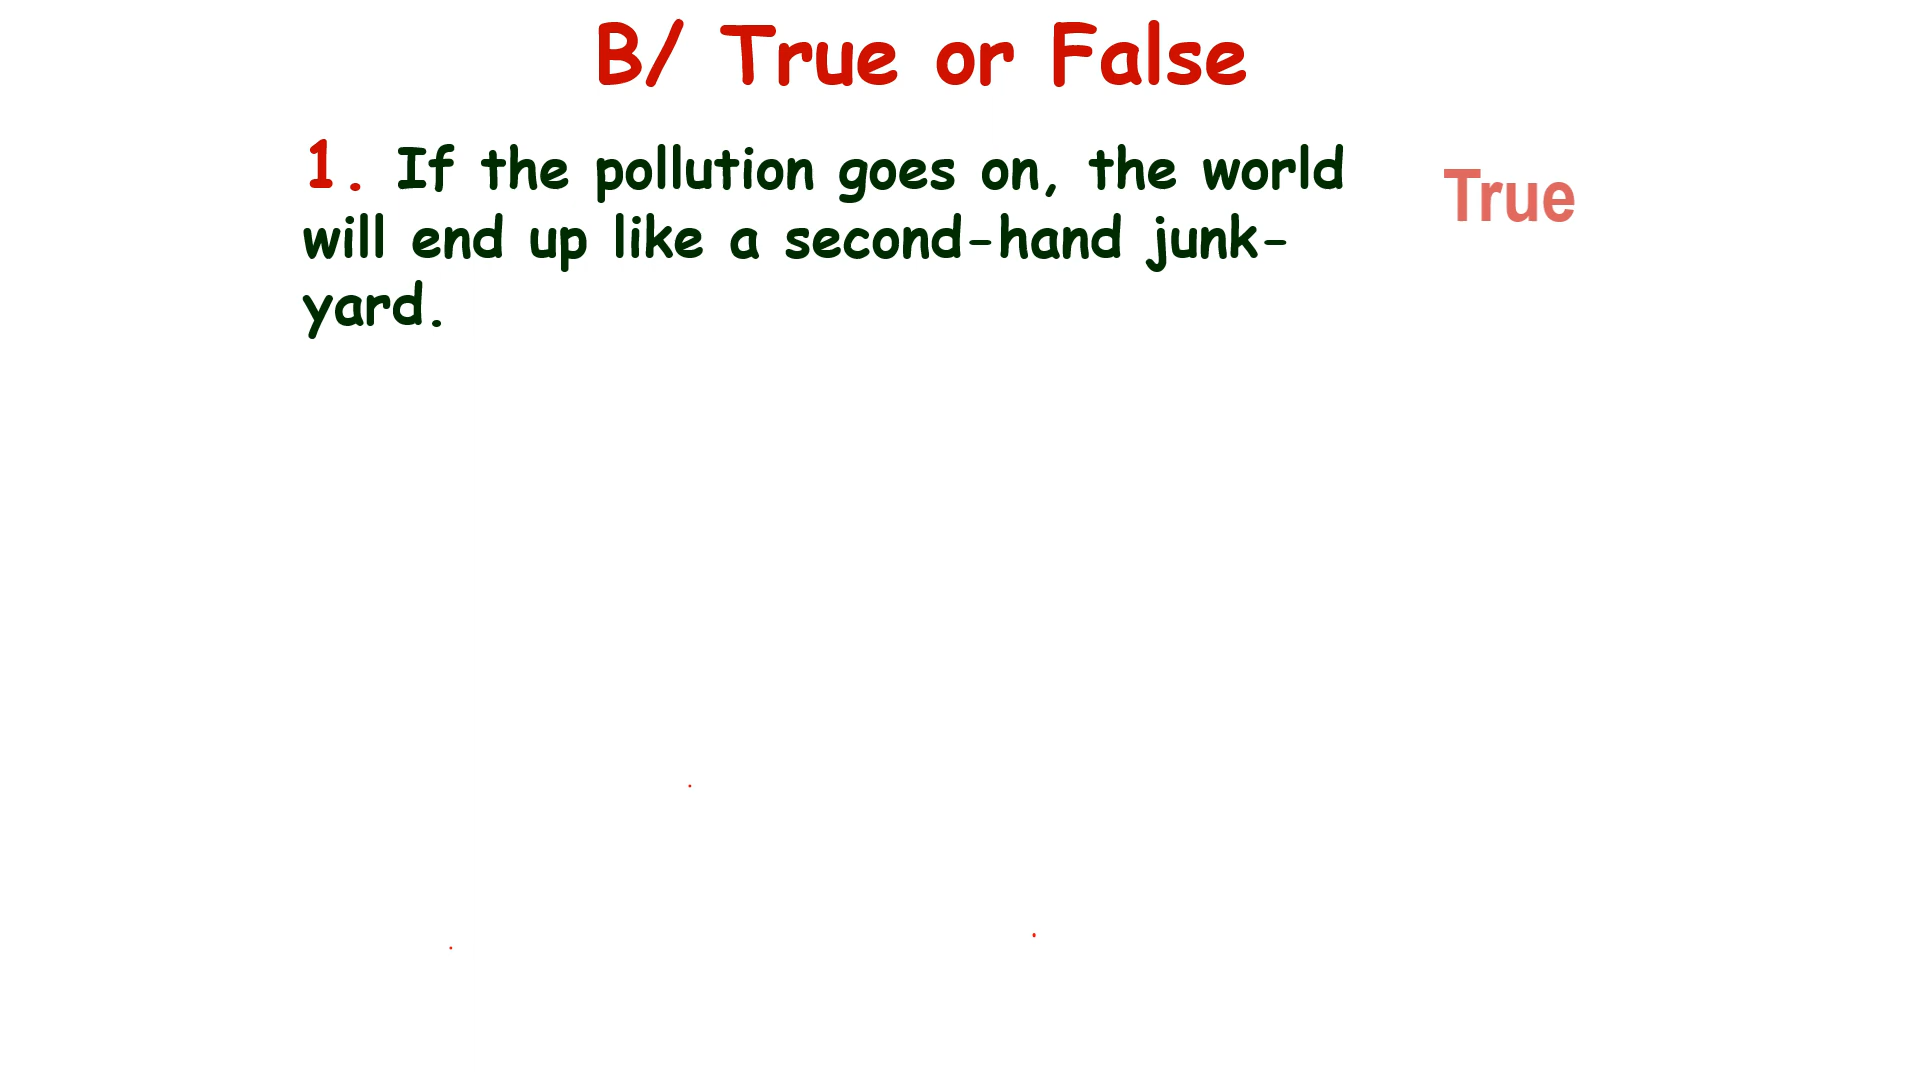 B/ True or False
1. If the pollution goes on, the world
True
will end up like a second-hand junk-
yard.